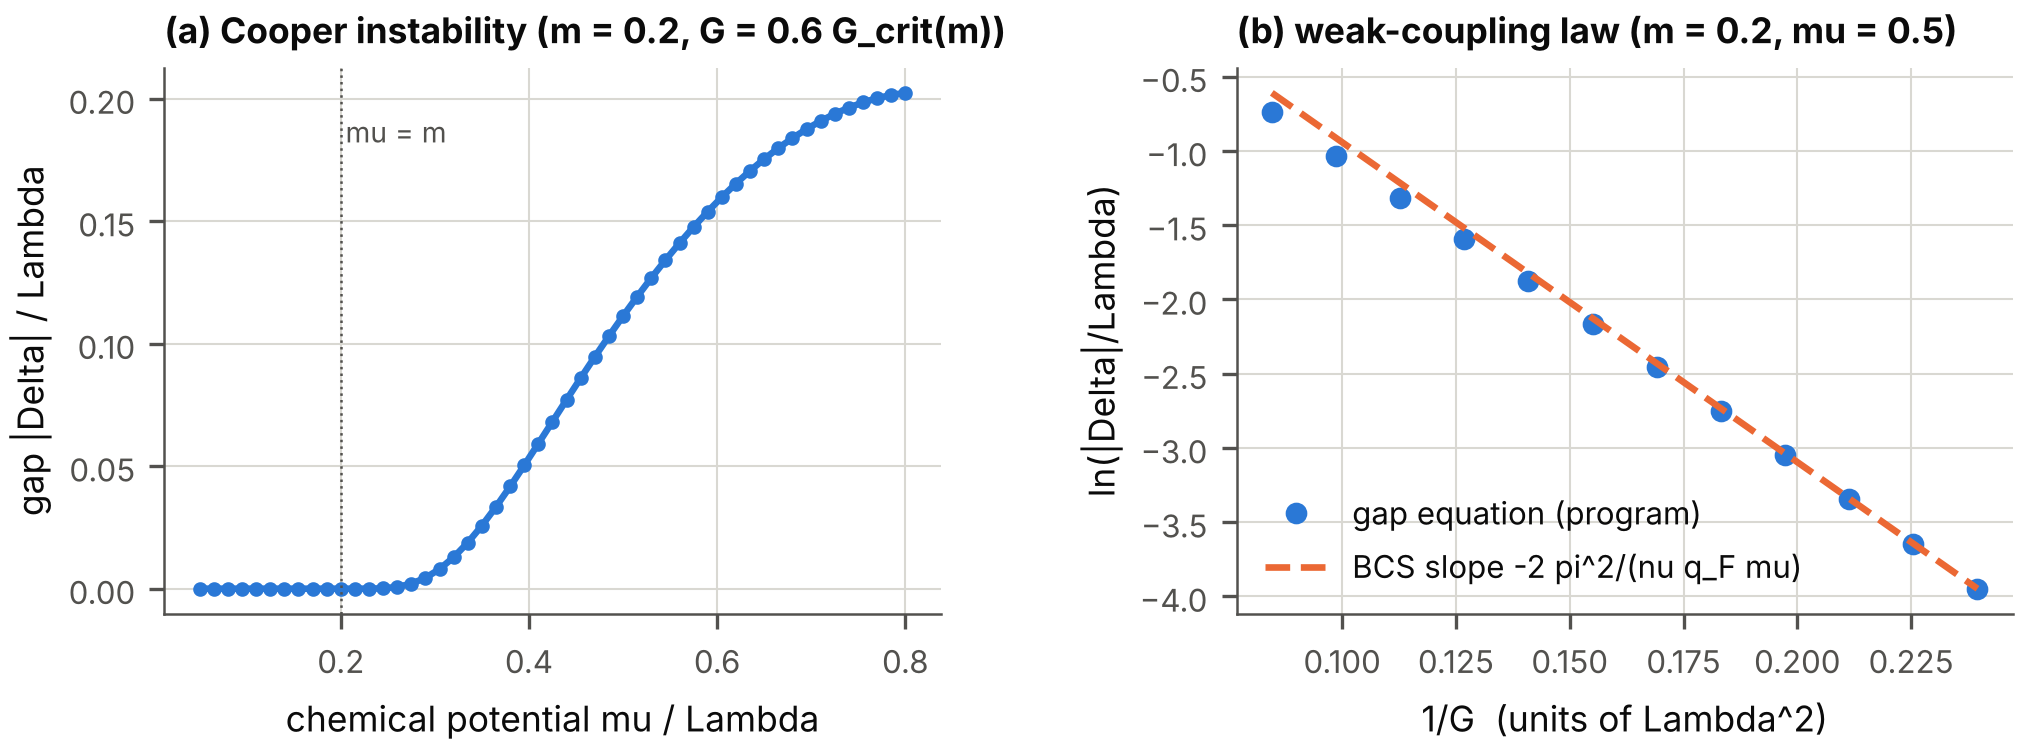 (a) Cooper instability (m = 0.2, G = 0.6 G_crit(m))
gap |Delta| / Lambda
0.20
0.15
0.10
0.05
0.00
mu = m
0.2
0.4
0.6
0.8
chemical potential mu / Lambda
(b) weak-coupling law (m = 0.2, mu = 0.5)
ln(|Delta|/Lambda)
−0.5
−1.0
−1.5
−2.0
−2.5
−3.0
−3.5
−4.0
gap equation (program)
BCS slope -2 pi^2/(nu q_F mu)
0.100
0.125
0.150
0.175
0.200
0.225
1/G (units of Lambda^2)